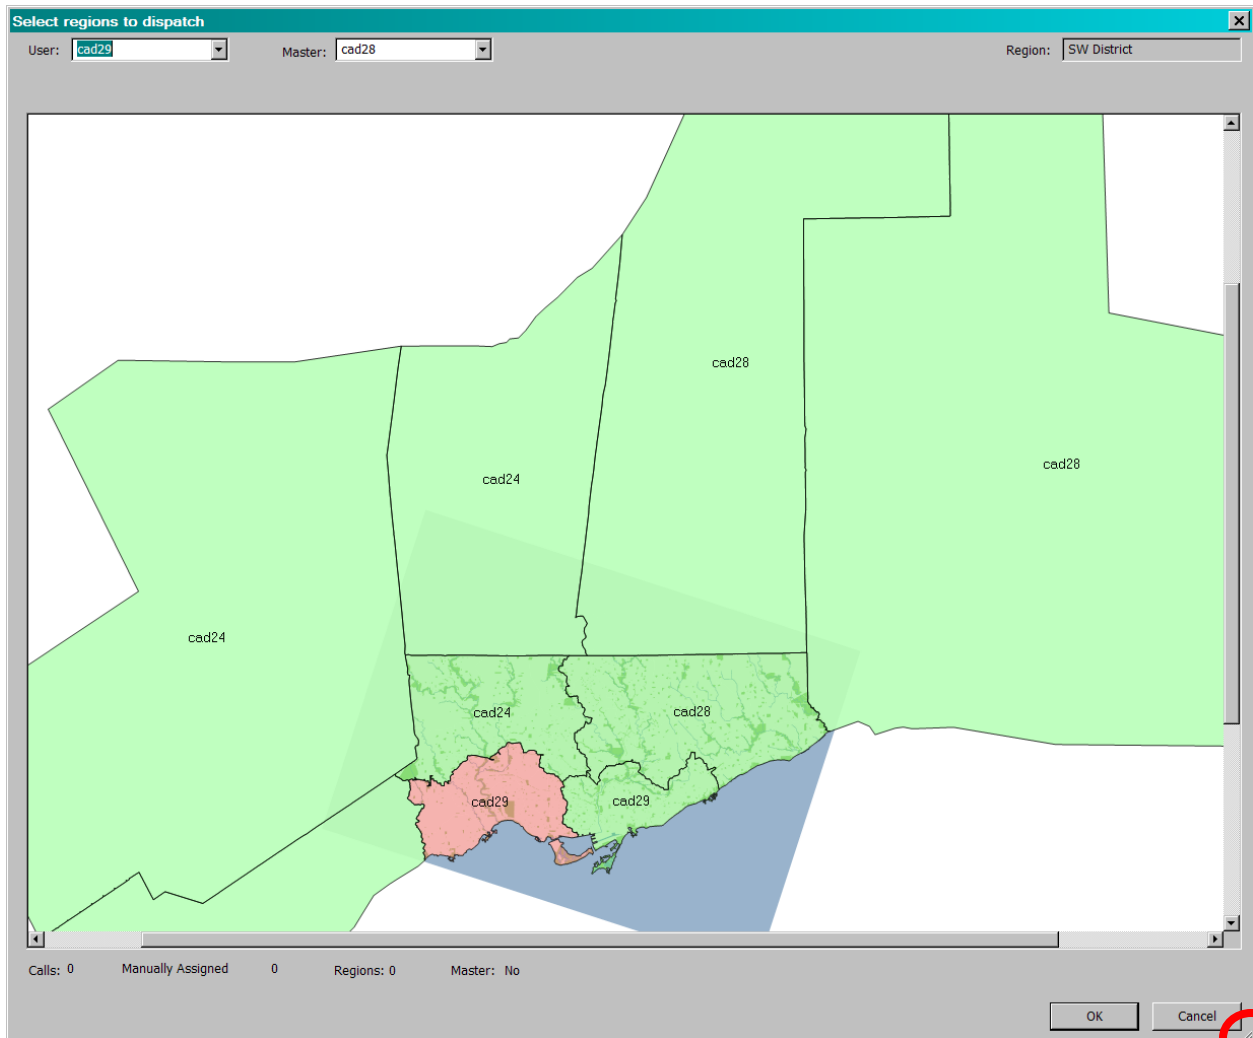 Select regions to dispatch
User: cad29 Master: cad28 Region: SW District
cad28
cad28
cad24
cad24
cad24 cad28
cad29 cad29
Calls: 0 Manually Assigned 0 Regions: 0 Master: No
OK Cancel